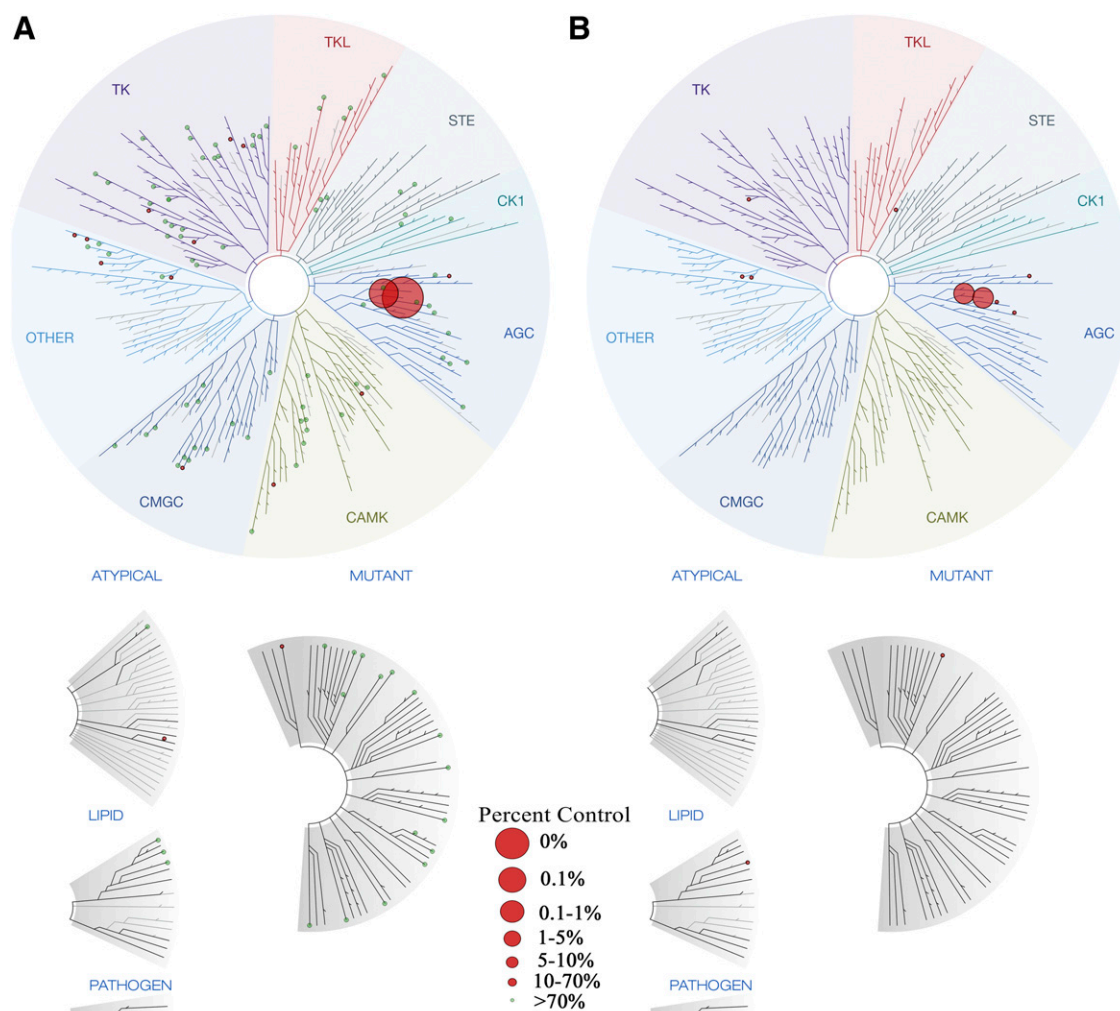 A
B
TKL
TK
STE
CK1
AGC
OTHER
CMGC
CAMK
TKL
TK
STE
CK1
AGC
OTHER
CMGC
CAMK
ATYPICAL
MUTANT
ATYPICAL
MUTANT
LIPID
LIPID
Percent Control
0%
0.1%
0.1-1%
1-5%
5-10%
10-70%
>70%
PATHOGEN
PATHOGEN